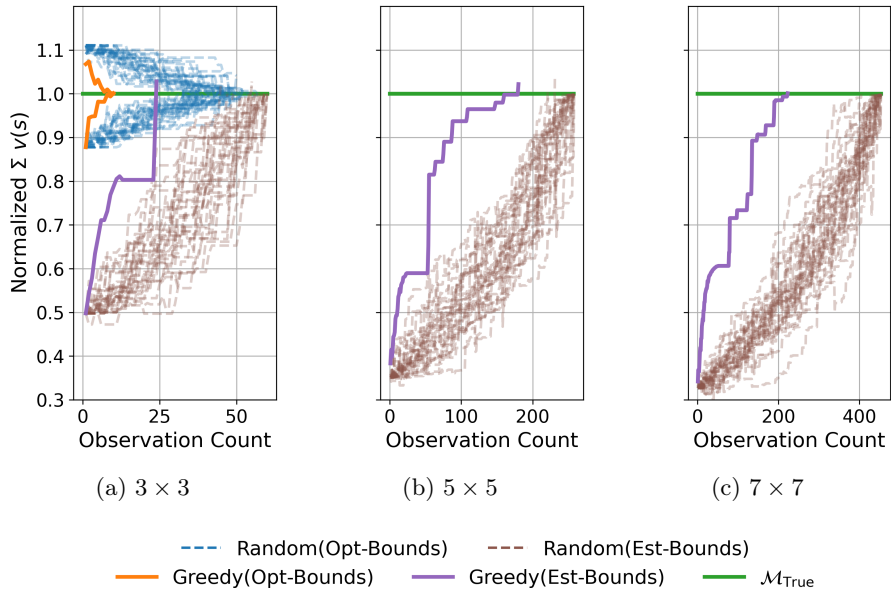 Normalized Σ v(s)
1.1
1.0
0.9
0.8
0.7
0.6
0.5
0.4
0.3
0 25 50
0 100 200
0 200 400
Observation Count Observation Count Observation Count
(a) 3 × 3 (b) 5 × 5 (c) 7 × 7
Random(Opt-Bounds) Random(Est-Bounds)
Greedy(Opt-Bounds) Greedy(Est-Bounds) ℳTrue